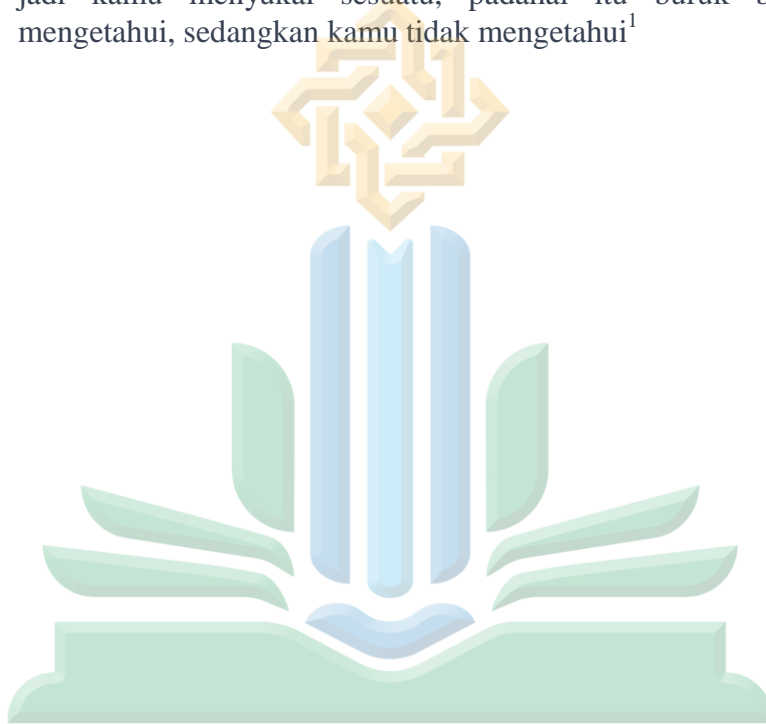 jadi kamu menyukai sesuatu, padahal itu buruk
mengetahui, sedangkan kamu tidak mengetahui¹